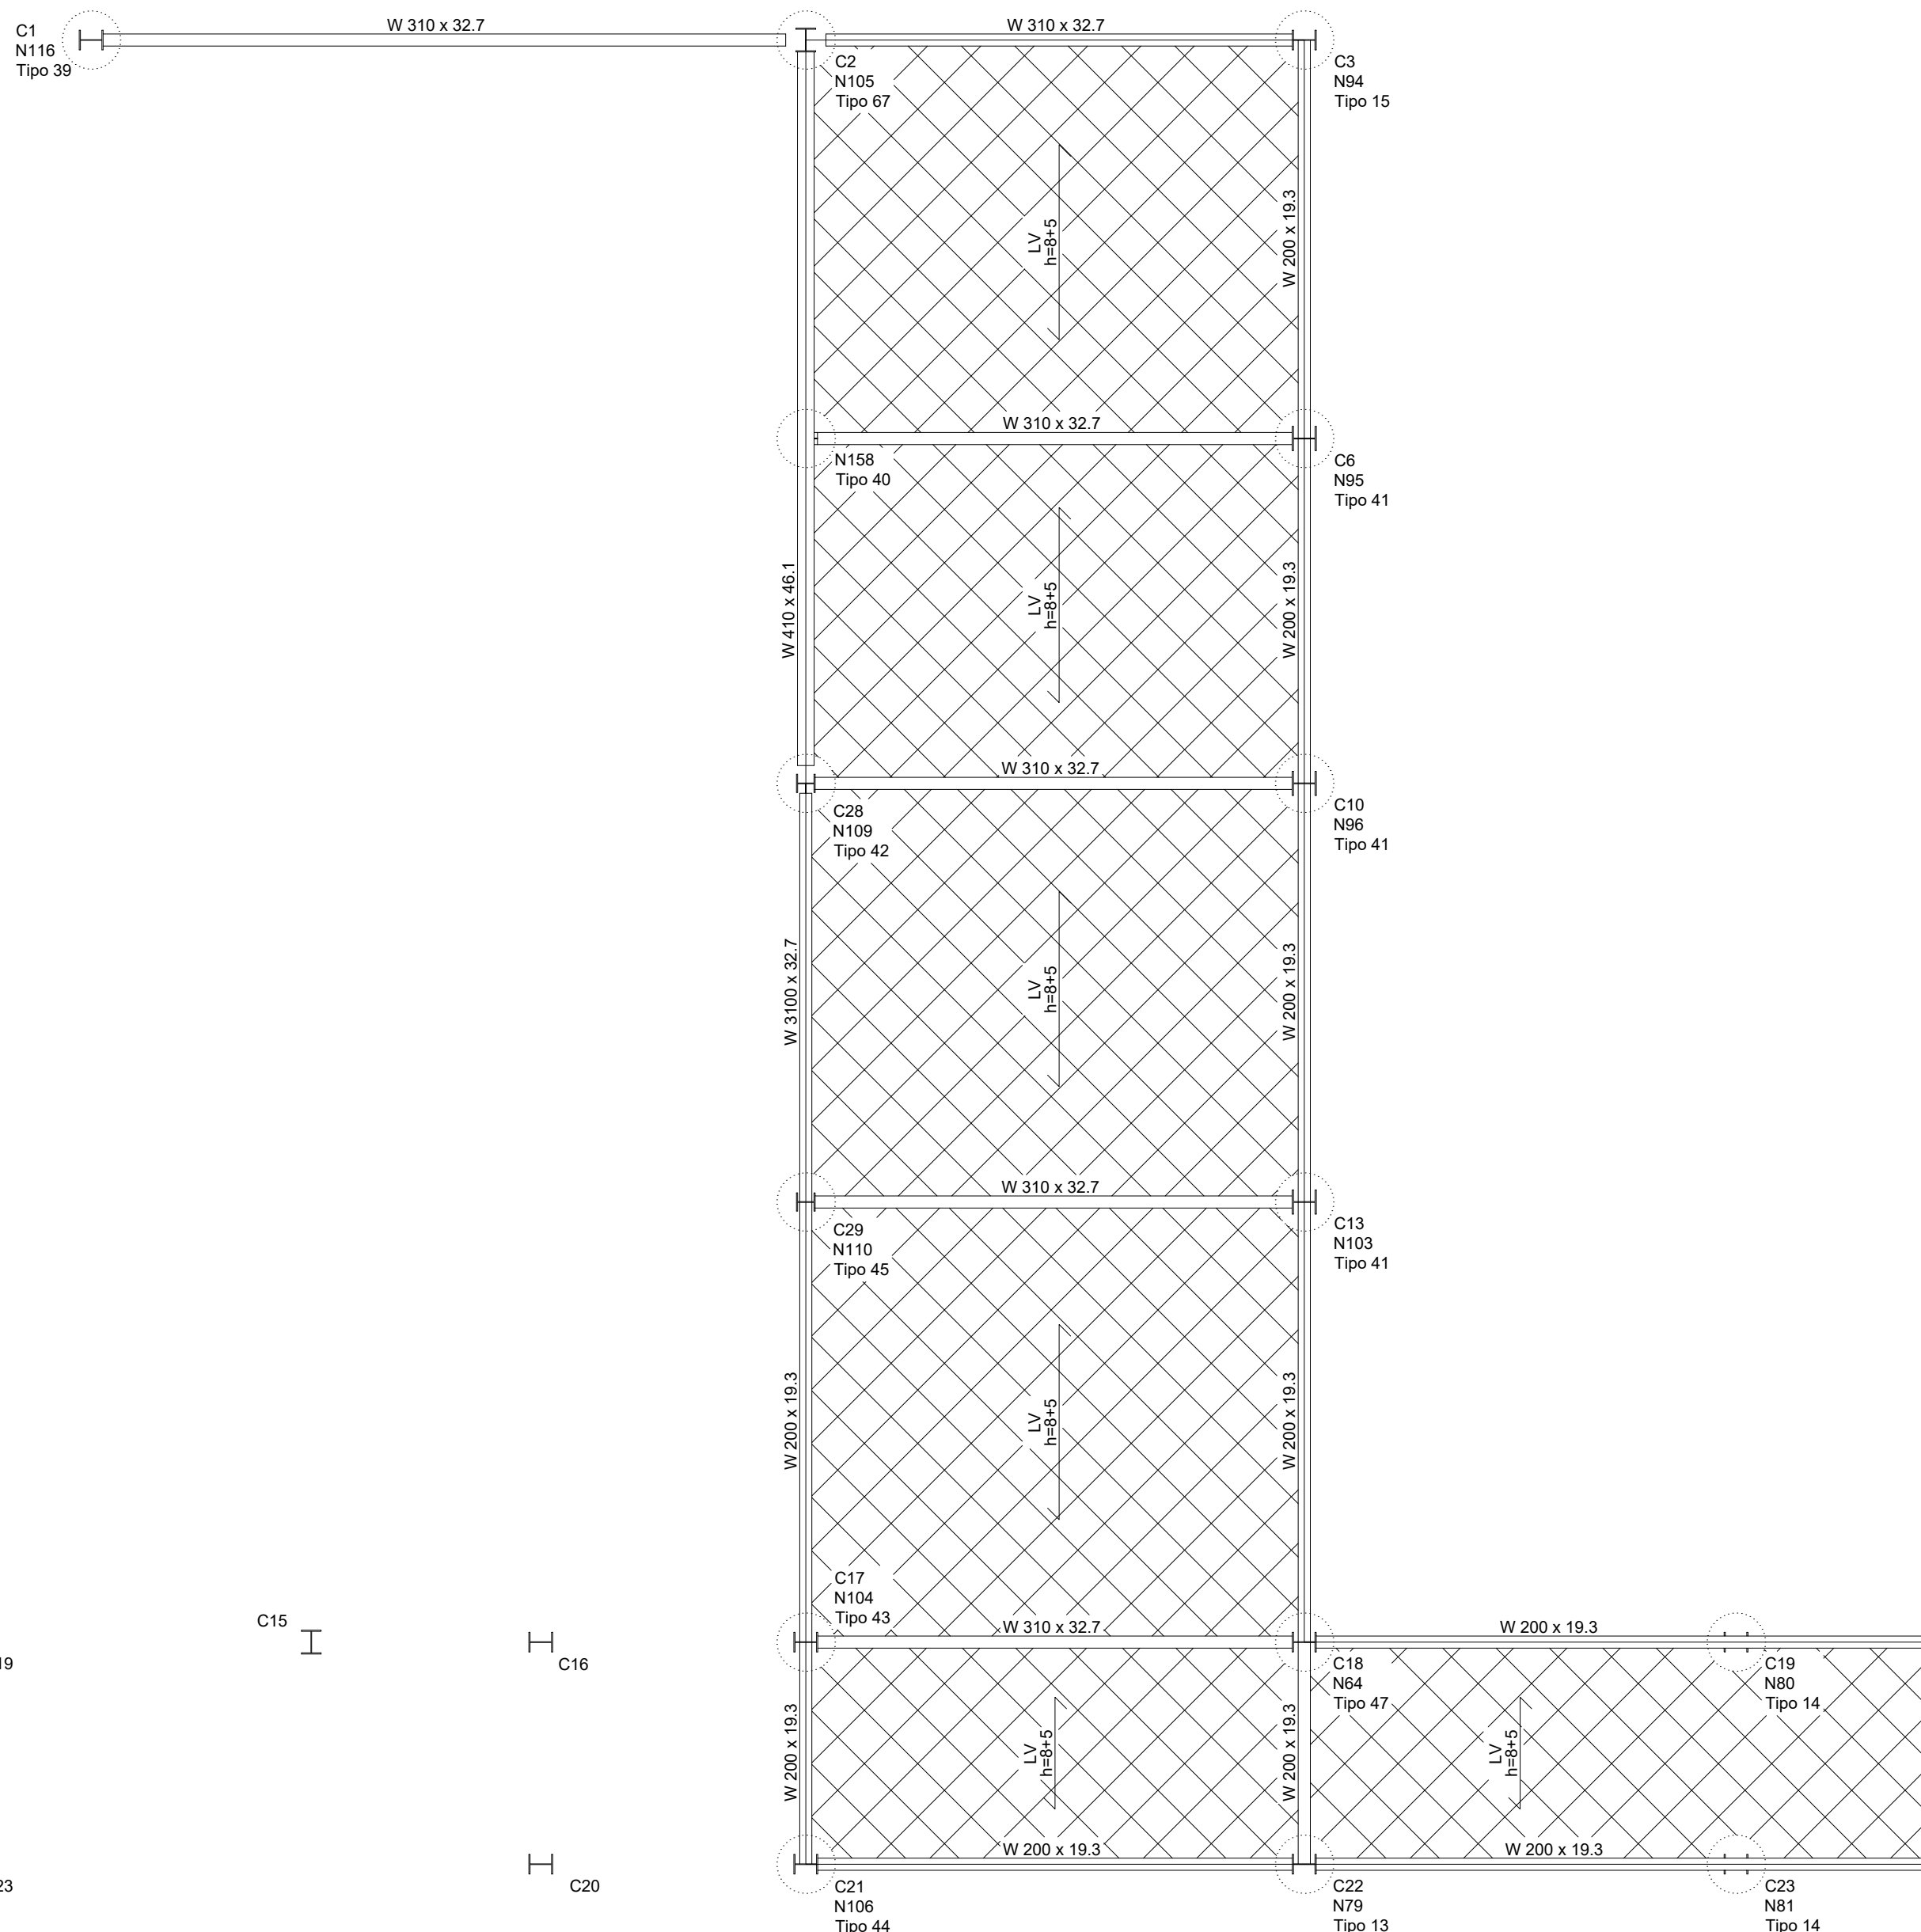 C1
N116
Tipo 39
W 310 x 32.7
W 310 x 32.7
C2
N105
Tipo 67
C3
N94
Tipo 15
LV
h=8+5
W 200 x 19.3
W 310 x 32.7
N158
Tipo 40
C6
N95
Tipo 41
W 410 x 46.1
LV
h=8+5
W 200 x 19.3
W 310 x 32.7
C28
N109
Tipo 42
C10
N96
Tipo 41
W 3100 x 32.7
LV
h=8+5
W 200 x 19.3
W 310 x 32.7
C29
N110
Tipo 45
C13
N103
Tipo 41
W 200 x 19.3
LV
h=8+5
W 200 x 19.3
C17
N104
Tipo 43
W 310 x 32.7
W 200 x 19.3
C15
C16
19
C18
N64
Tipo 47
C19
N80
Tipo 14
W 200 x 19.3
LV
h=8+5
W 200 x 19.3
LV
h=8+5
W 200 x 19.3
W 200 x 19.3
23
C20
C21
N106
Tipo 44
C22
N79
Tipo 13
C23
N81
Tipo 14